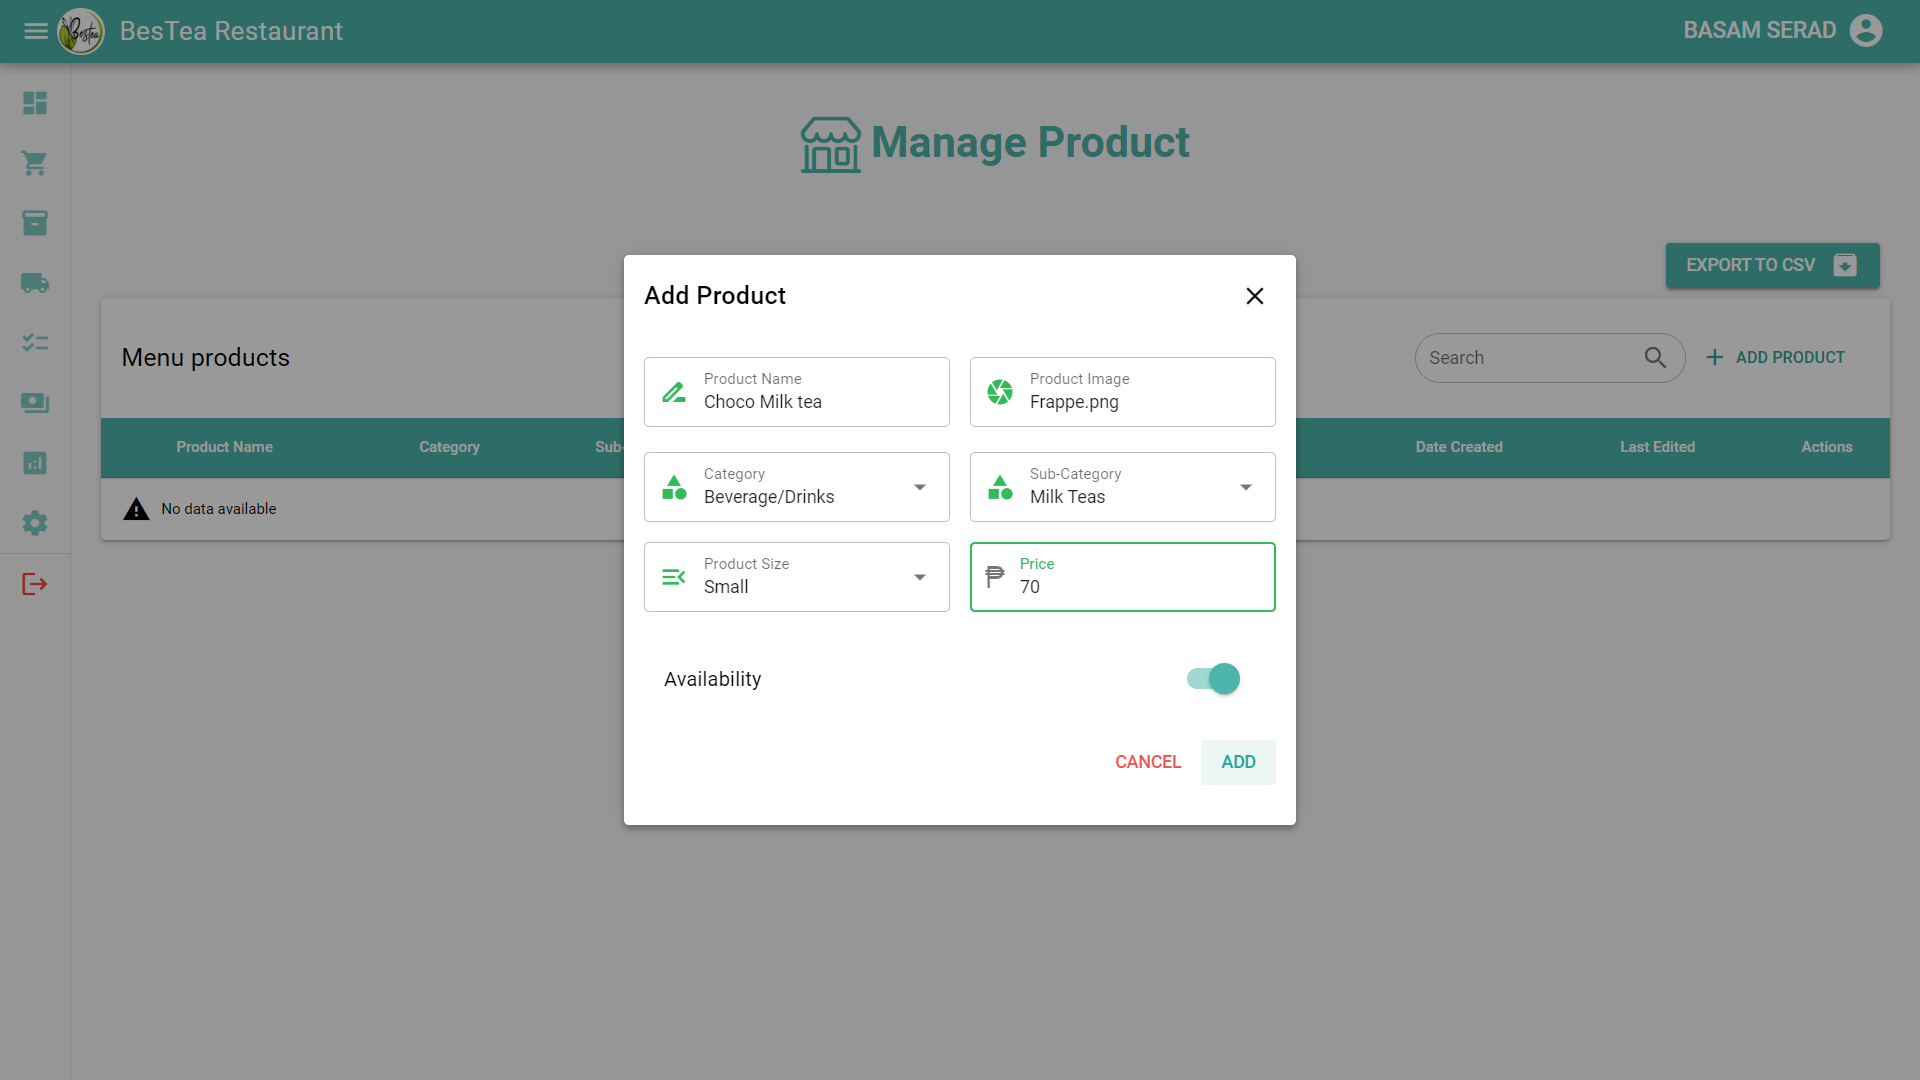 BesTea
BesTea Restaurant
BASAM SERAD
Manage Product
EXPORT TO CSV
Menu products
Search
ADD PRODUCT
Product Name
Category
Sub-
Date Created
Last Edited
Actions
No data available
Add Product
Product Name
Choco Milk tea
Product Image
Frappe.png
Category
Beverage/Drinks
Sub-Category
Milk Teas
Product Size
Small
₱
Price
70
Availability
CANCEL
ADD